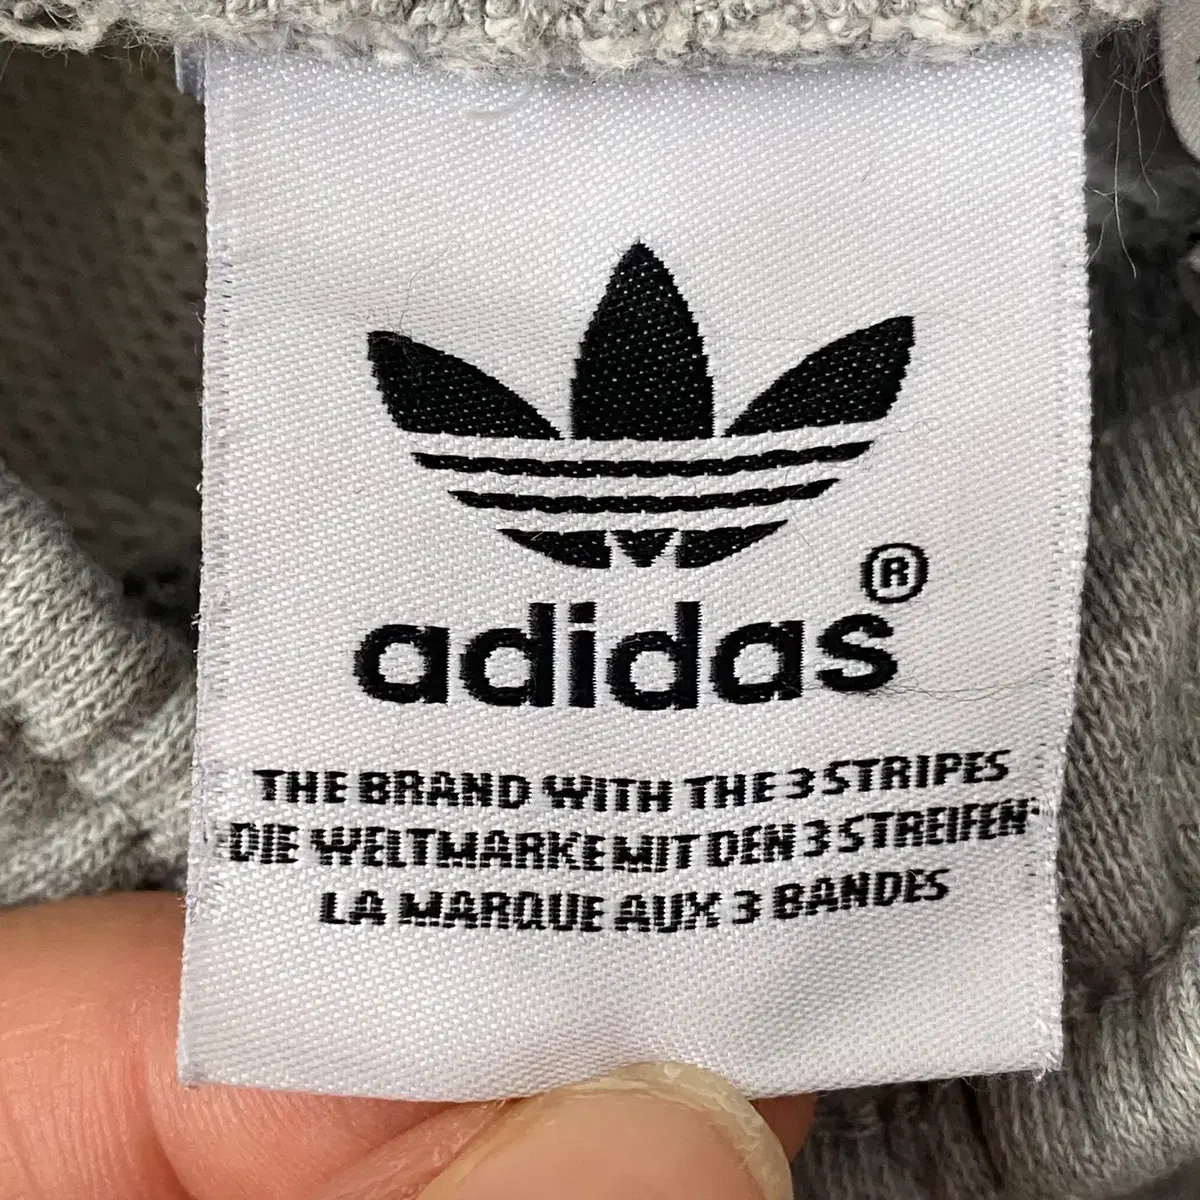 adidas®
THE BRAND WITH THE 3 STRIPES
DIE WELTMARKE MIT DEN 3 STREIFEN
LA MARQUE AUX 3 BANDES